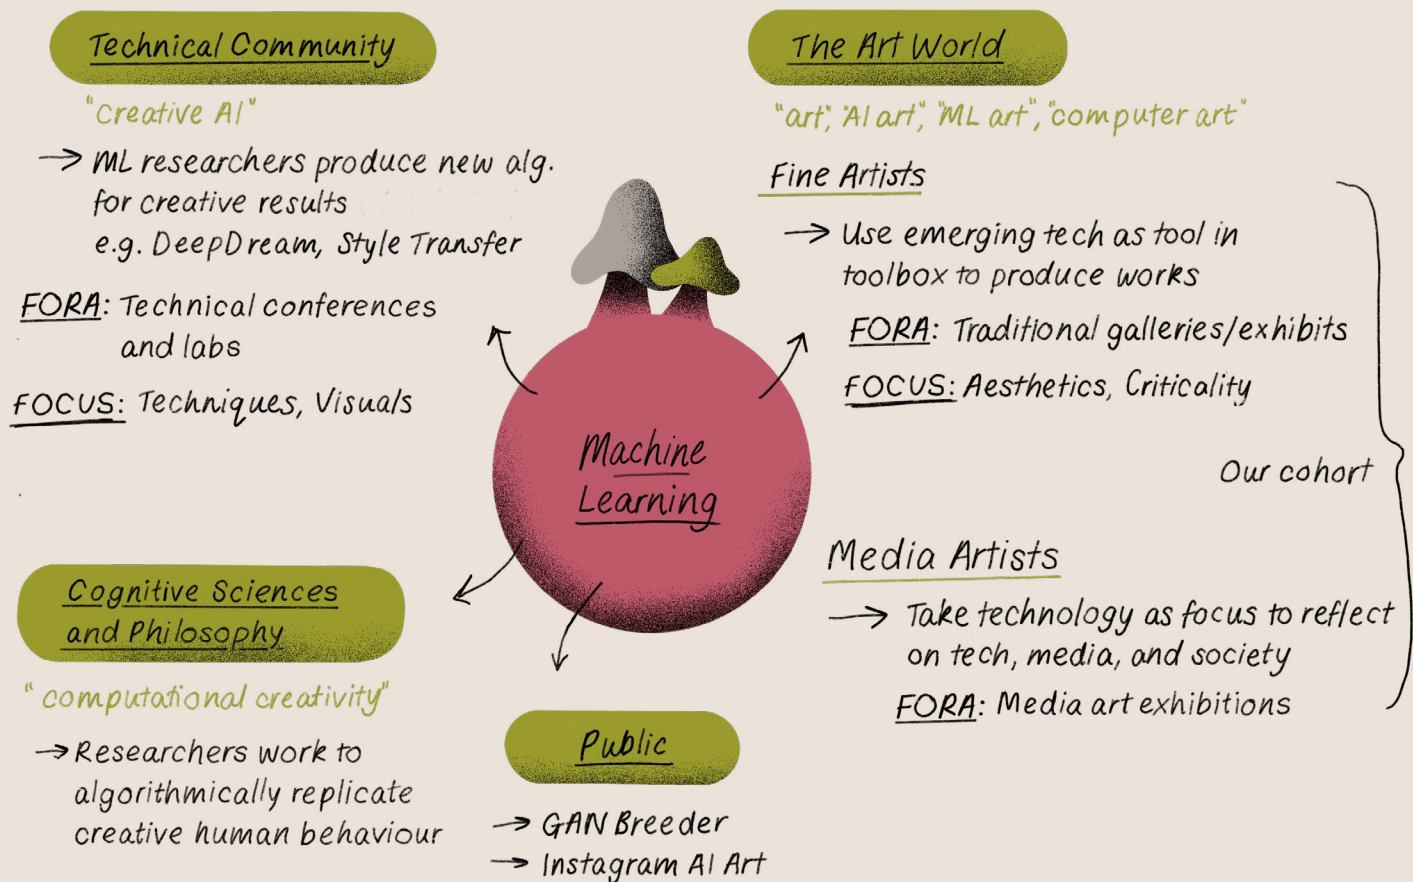 Technical Community
"Creative AI"
→ ML researchers produce new alg.
for creative results
e.g. DeepDream, Style Transfer
FORA: Technical conferences
and labs
FOCUS: Techniques, Visuals
The Art World
"art", "AI art", "ML art", "computer art"
Fine Artists
→ Use emerging tech as tool in
toolbox to produce works
FORA: Traditional galleries/exhibits
FOCUS: Aesthetics, Criticality
Our cohort
Media Artists
→ Take technology as focus to reflect
on tech, media, and society
FORA: Media art exhibitions
Machine
Learning
Cognitive Sciences
and Philosophy
"computational creativity"
→ Researchers work to
algorithmically replicate
creative human behaviour
Public
→ GAN Breeder
→ Instagram AI Art